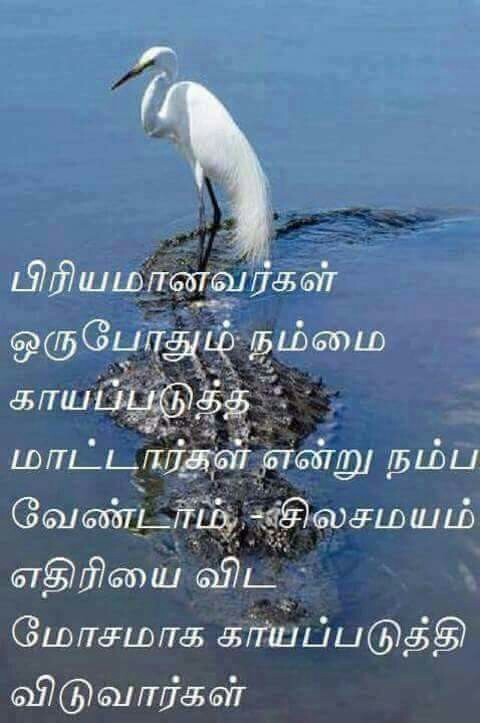 பிரியமானவர்கள்
ஒருபோதும் நம்மை
காயப்படுத்த
மாட்டார்கள் என்று நம்ப
வேண்டாம் - சிலசமயம்
எதிரியை விட
மோசமாக காயப்படுத்தி
விடுவார்கள்